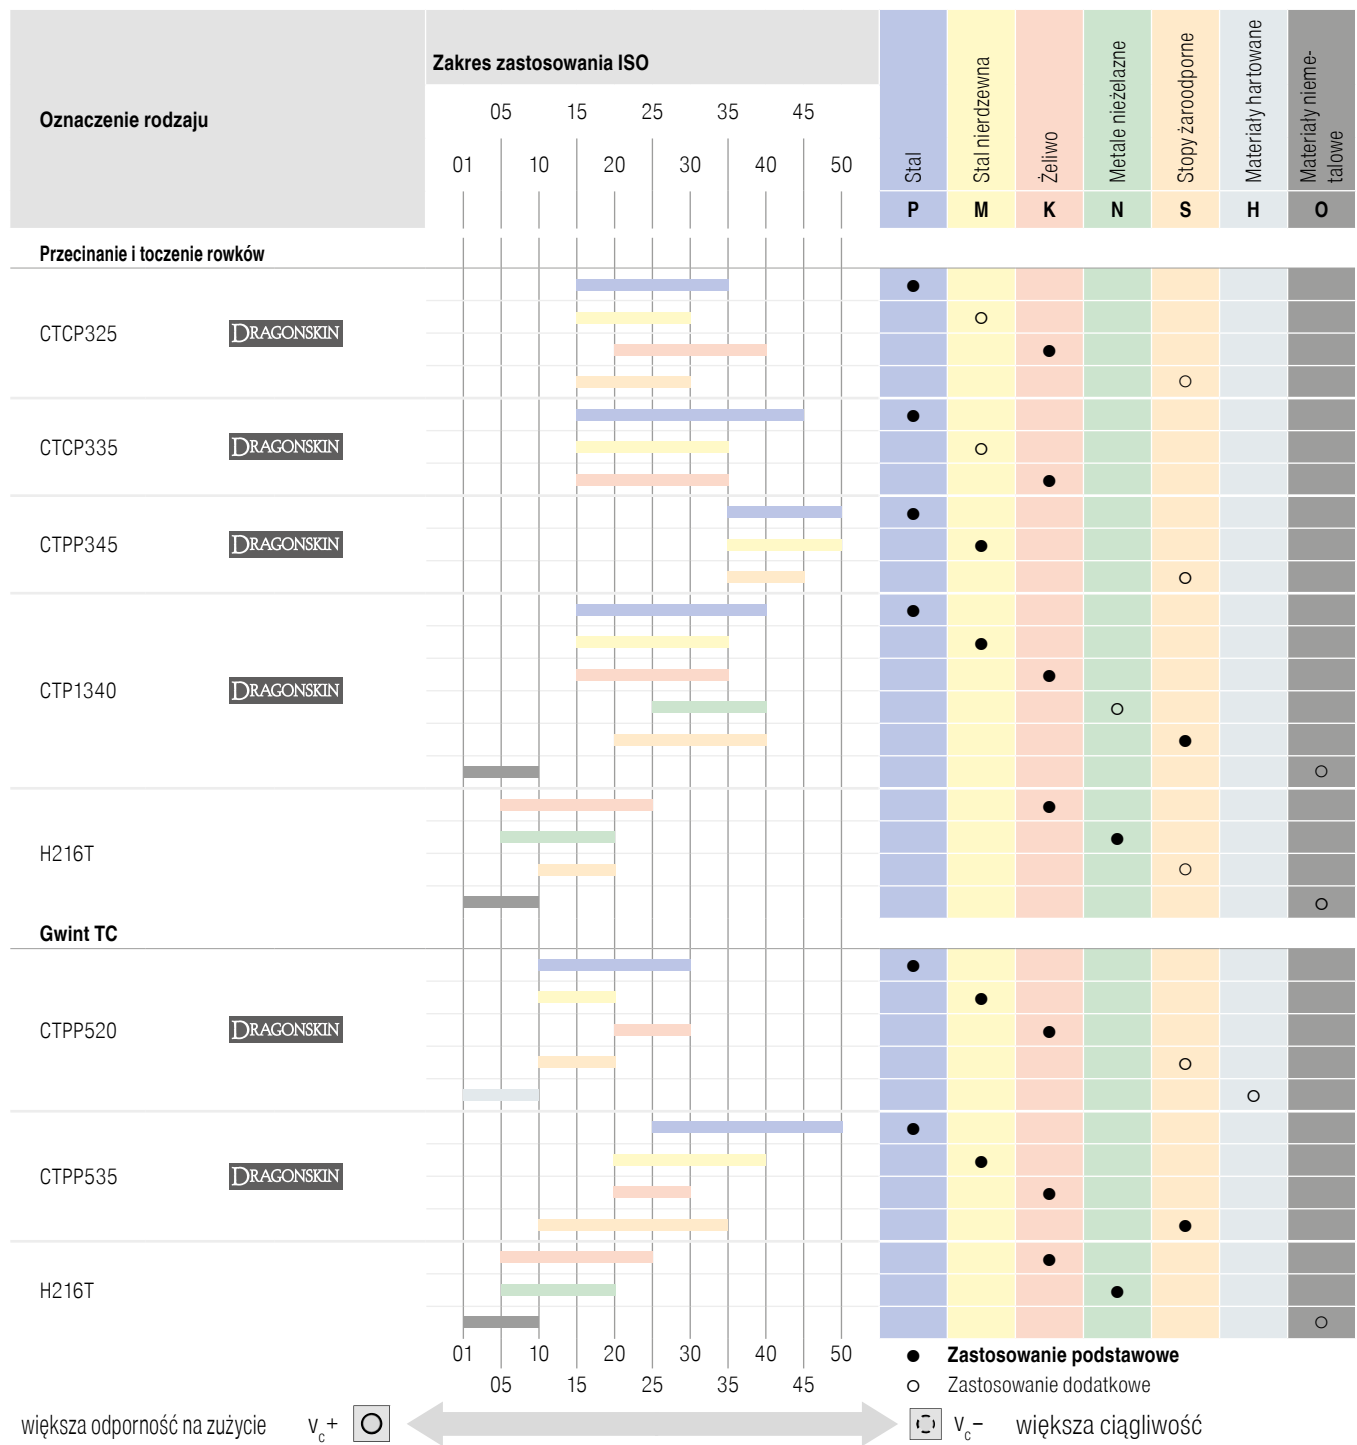 Oznaczenie rodzaju
Zakres zastosowania ISO
05 15 25 35 45
01 10 20 30 40 50
Stal
Stal nierdzewna
Żeliwo
Metale nieżelazne
Stopy żaroodporne
Materiały hartowane
Materiały nieme-
talowe
P M K N S H O
Przecinanie i toczenie rowków
CTCP325 DRAGONSKIN
CTCP335 DRAGONSKIN
CTPP345 DRAGONSKIN
CTP1340 DRAGONSKIN
H216T
Gwint TC
CTPP520 DRAGONSKIN
CTPP535 DRAGONSKIN
H216T
01 10 20 30 40 50
05 15 25 35 45
● Zastosowanie podstawowe
○ Zastosowanie dodatkowe
większa odporność na zużycie vc+
vc– większa ciągliwość